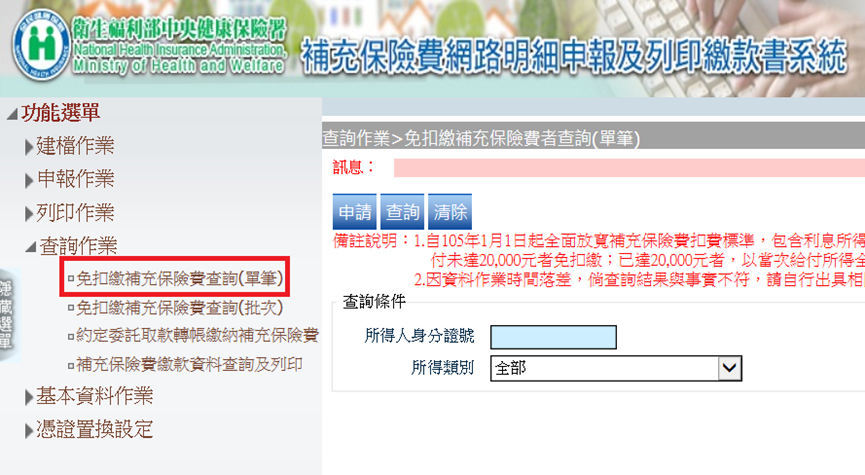 衛生福利部中央健康保險署
National Health Insurance Administration,
Ministry of Health and Welfare
補充保險費網路明細申報及列印繳款書系統
功能選單
建檔作業
申報作業
列印作業
查詢作業
免扣繳補充保險費查詢(單筆)
免扣繳補充保險費查詢(批次)
約定委託取款轉帳繳納補充保險費
補充保險費繳款資料查詢及列印
基本資料作業
憑證置換設定
隱藏選單
查詢作業>免扣繳補充保險費者查詢(單筆)
訊息：
申請 查詢 清除
備註說明：1.自105年1月1日起全面放寬補充保險費扣費標準，包含利息所得
付未達20,000元者免扣繳；已達20,000元者，以當次給付所得全
2.因資料作業時間落差，倘查詢結果與事實不符，請自行出具相
查詢條件
所得人身分證號
所得類別 全部